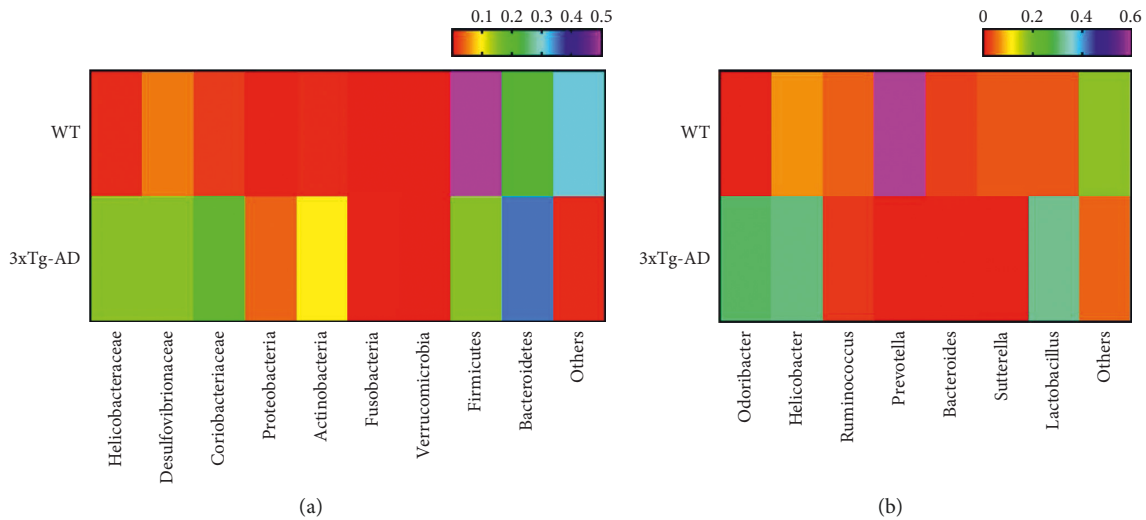 0.1 0.2 0.3 0.4 0.5
WT
3xTg-AD
Helicobacteraceae
Desulfovibrionaceae
Coriobacteriaceae
Proteobacteria
Actinobacteria
Fusobacteria
Verrucomicrobia
Firmicutes
Bacteroidetes
Others
(a)
0 0.2 0.4 0.6
WT
3xTg-AD
Odoribacter
Helicobacter
Ruminococcus
Prevotella
Bacteroides
Sutterella
Lactobacillus
Others
(b)